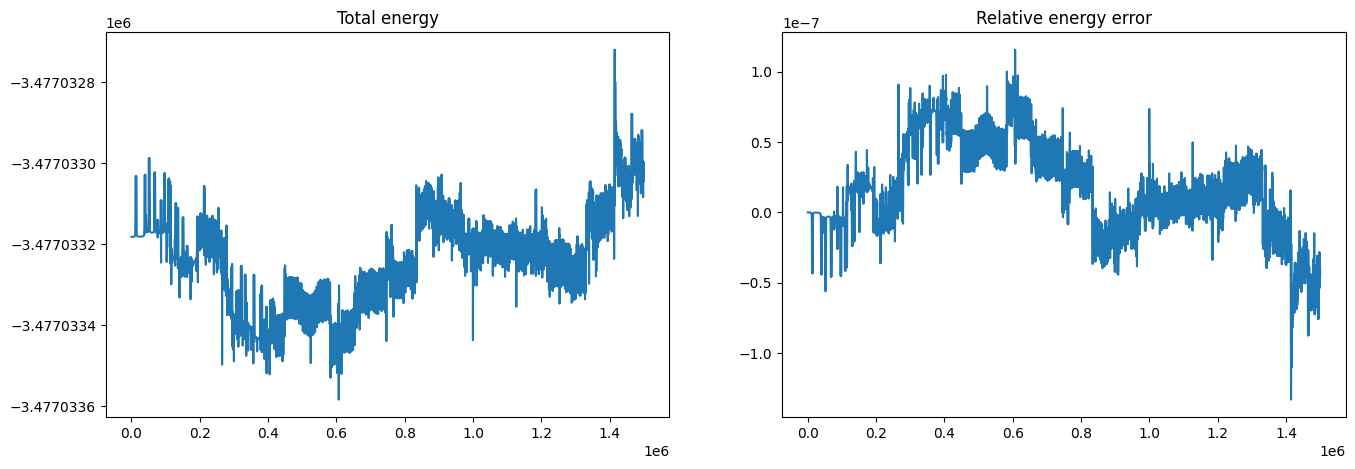 Total energy
1e6
−3.4770328
−3.4770330
−3.4770332
−3.4770334
−3.4770336
0.0 0.2 0.4 0.6 0.8 1.0 1.2 1.4
1e6
Relative energy error
1e−7
1.0
0.5
0.0
−0.5
−1.0
0.0 0.2 0.4 0.6 0.8 1.0 1.2 1.4
1e6